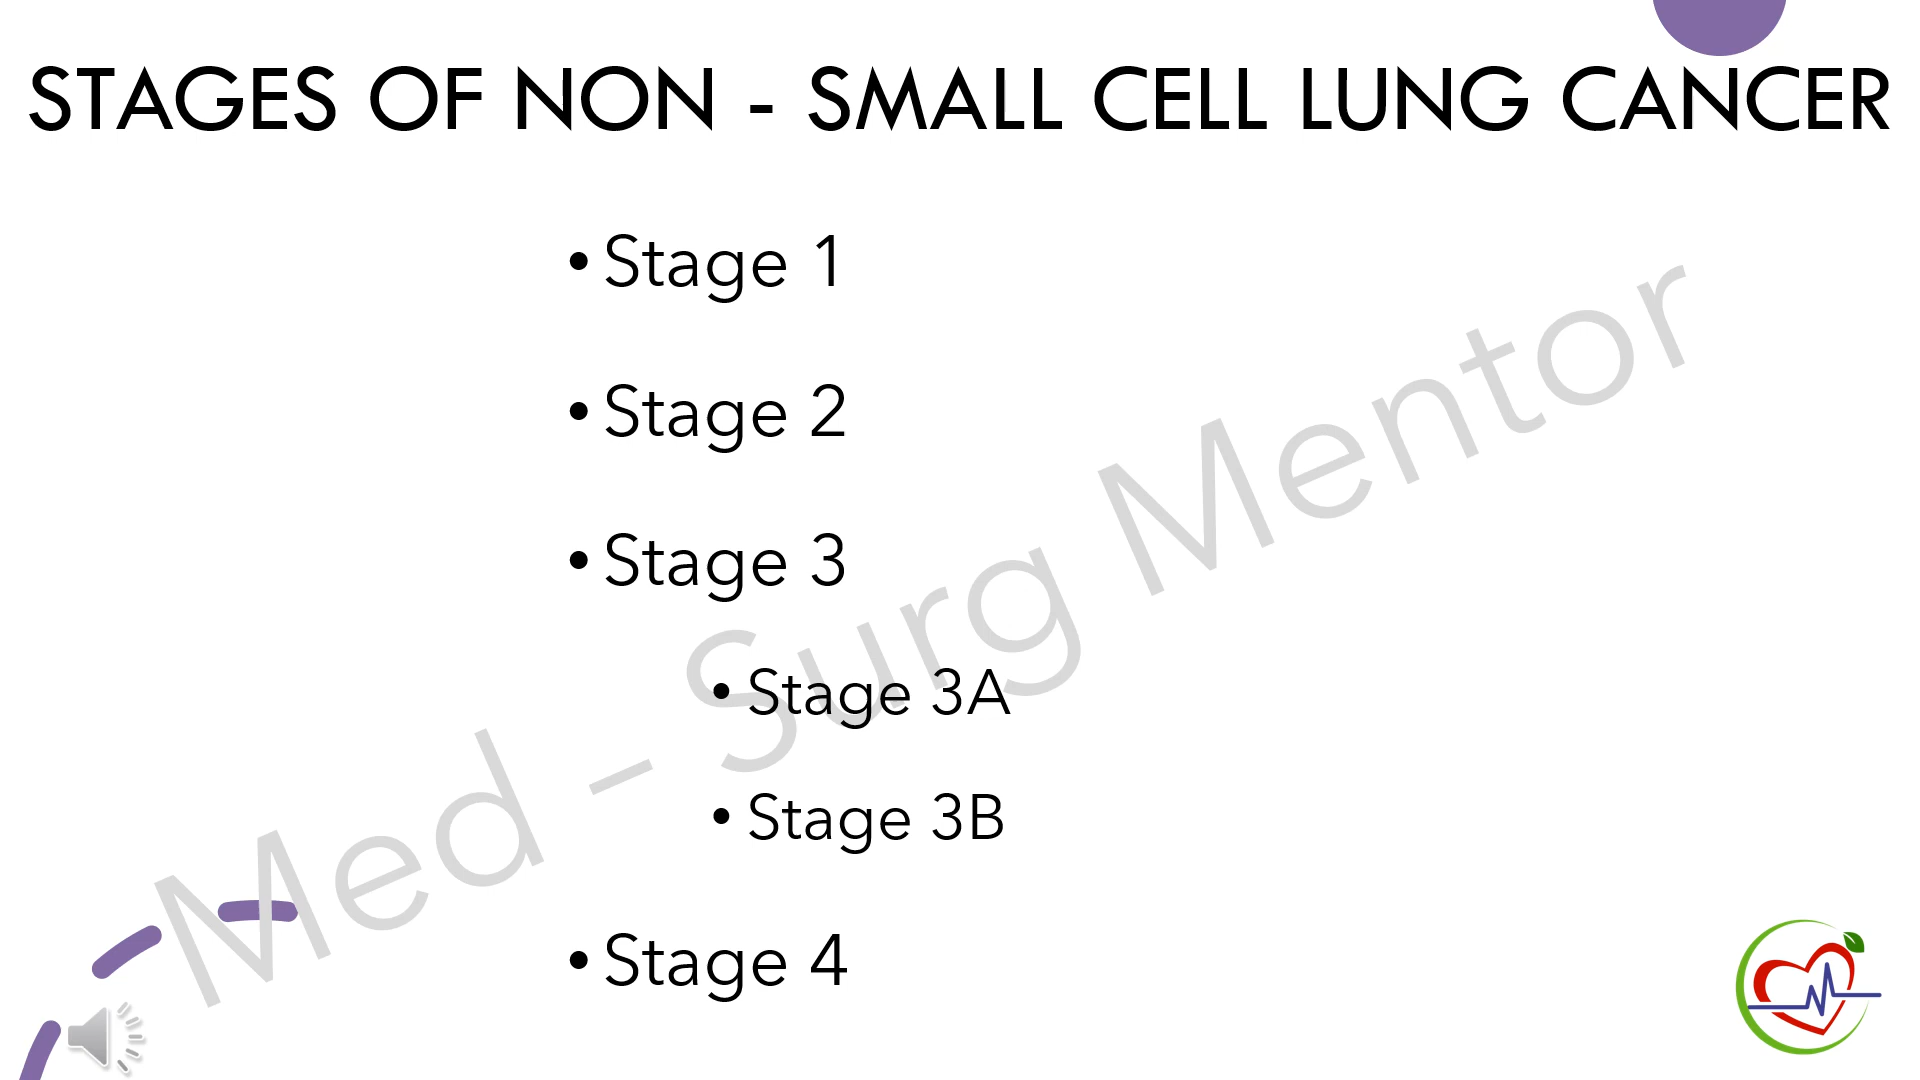 STAGES OF NON - SMALL CELL LUNG CANCER
• Stage 1
• Stage 2
• Stage 3
• Stage 3A
• Stage 3B
• Stage 4
Med - Surg Mentor